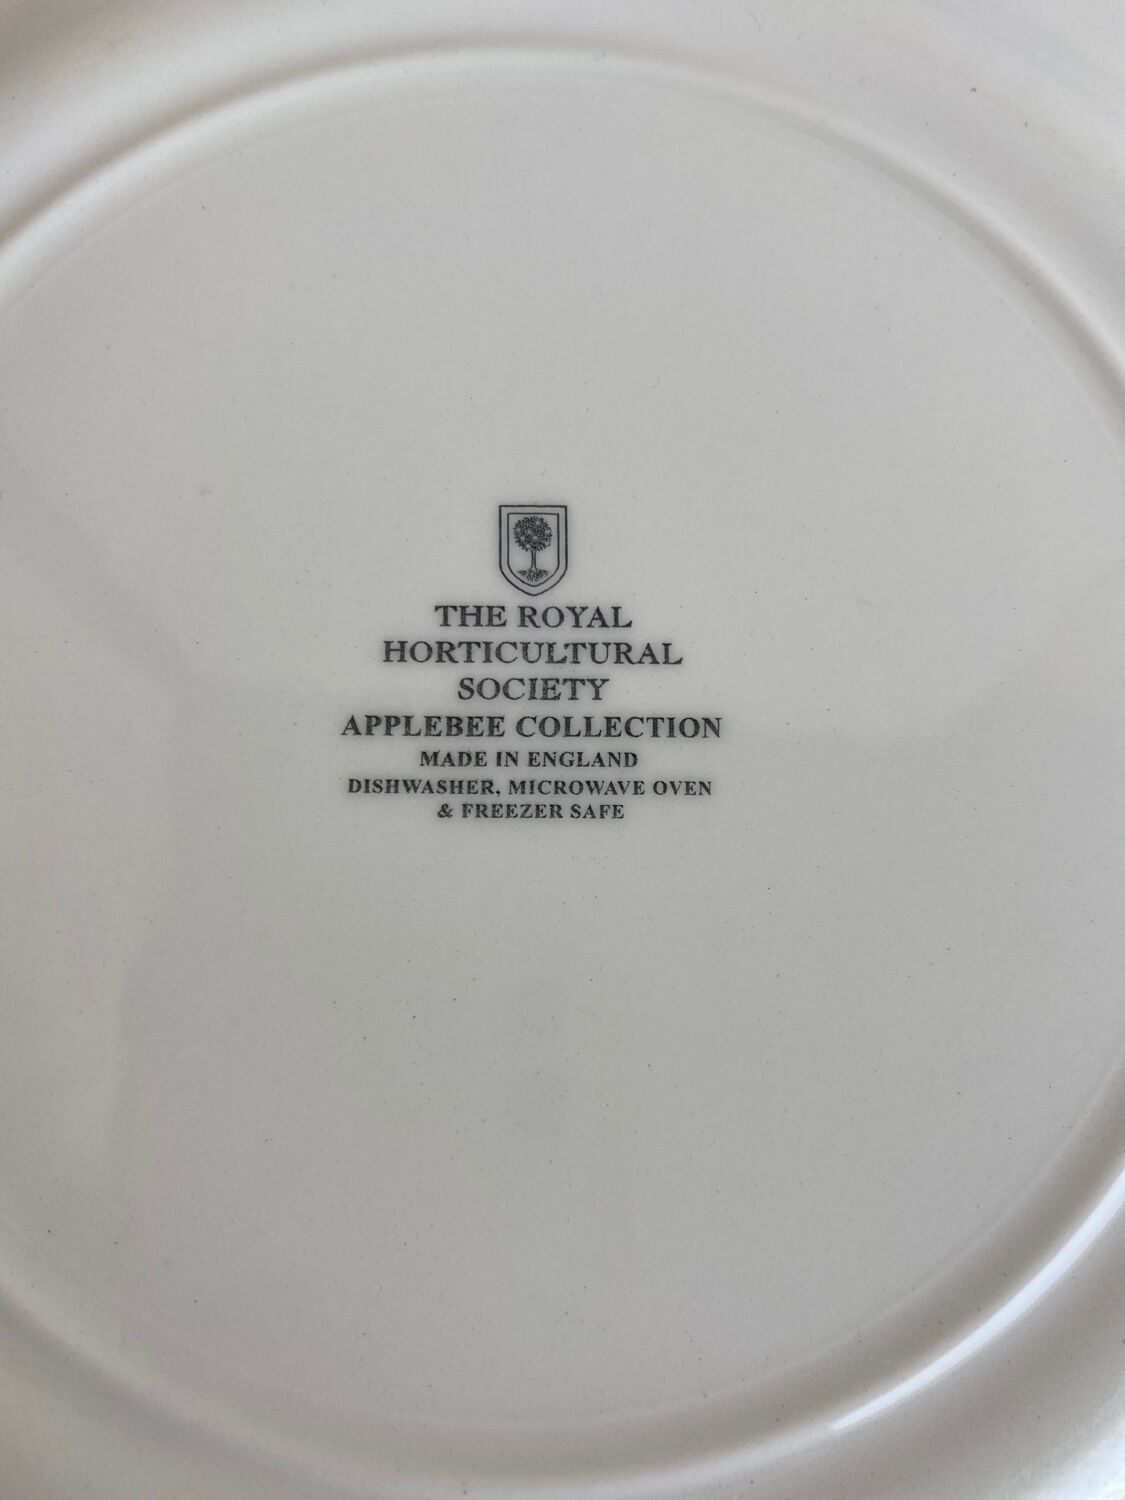 THE ROYAL
HORTICULTURAL
SOCIETY
APPLEBEE COLLECTION
MADE IN ENGLAND
DISHWASHER, MICROWAVE OVEN
& FREEZER SAFE